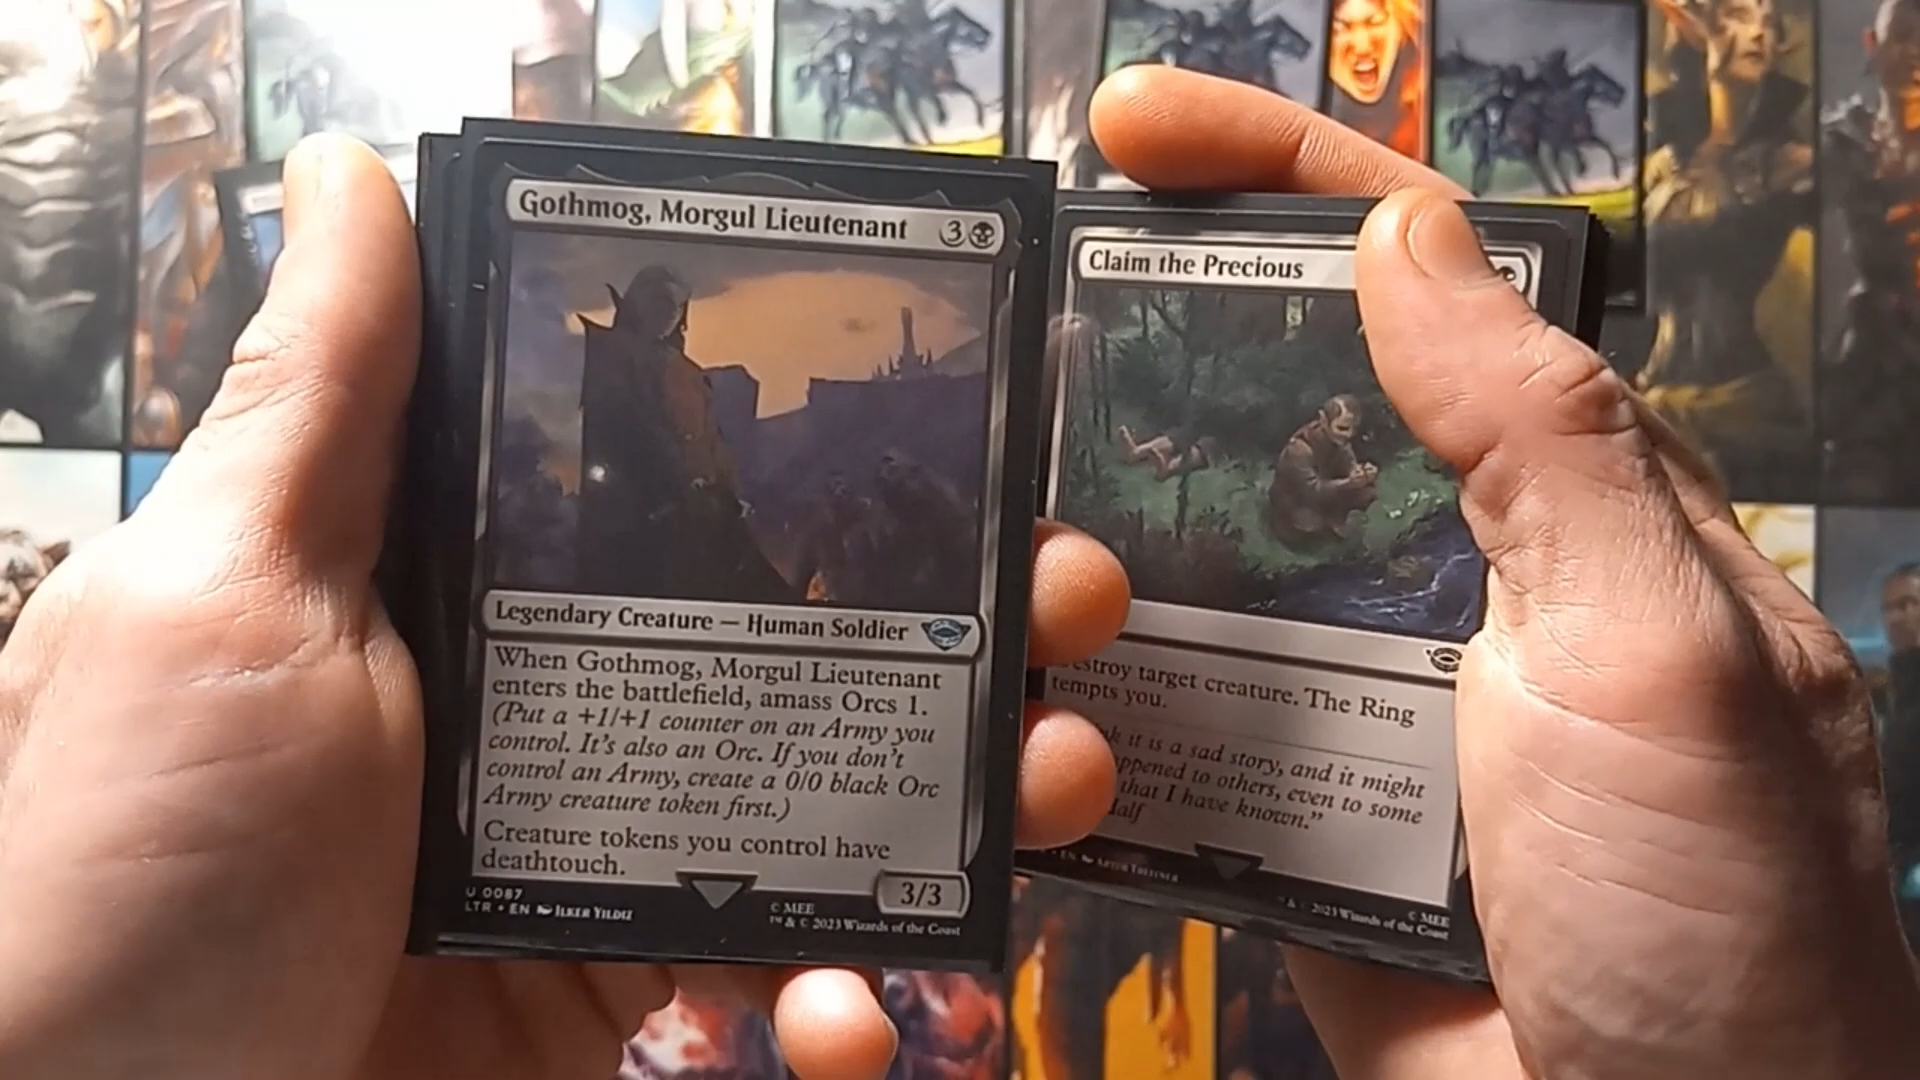 Gothmog, Morgul Lieutenant 3
Legendary Creature — Human Soldier
When Gothmog, Morgul Lieutenant
enters the battlefield, amass Orcs 1.
(Put a +1/+1 counter on an Army you
control. It's also an Orc. If you don't
control an Army, create a 0/0 black Orc
Army creature token first.)
Creature tokens you control have
deathtouch.
3/3
U 0087
LTR • EN ILKER YILDIZ
© MEE
™ & © 2023 Wizards of the Coast
Claim the Precious
target creature. The Ring
tempts you.
it is a sad story, and it might
to others, even to some
that I have known."
EN
© MEE
& © 2023 Wizards of the Coast